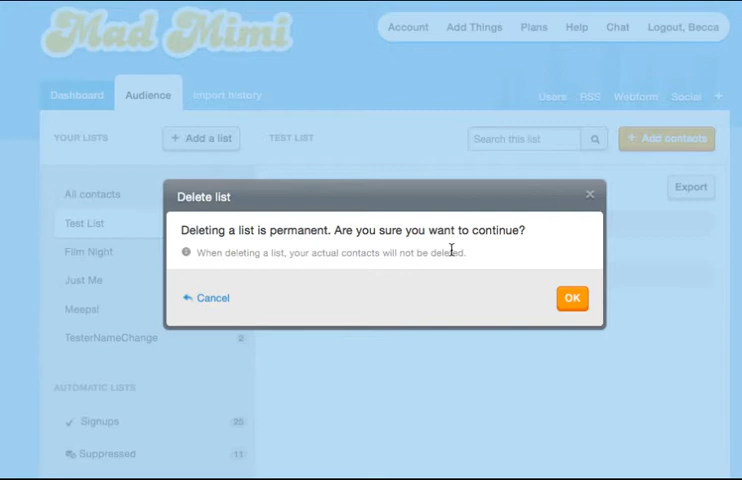 Mad Mimi
Account Add Things Plans Help Chat Logout, Becca
Dashboard Audience Import history
Users RSS Webform Social +
YOUR LISTS + Add a list TEST LIST Search this list + Add contacts
All contacts
Export
Test List
Film Night
Just Me
Meeps!
TesterNameChange 2
AUTOMATIC LISTS
Signups 25
Suppressed 11
Delete list ×
Deleting a list is permanent. Are you sure you want to continue?
When deleting a list, your actual contacts will not be deleted.
Cancel OK